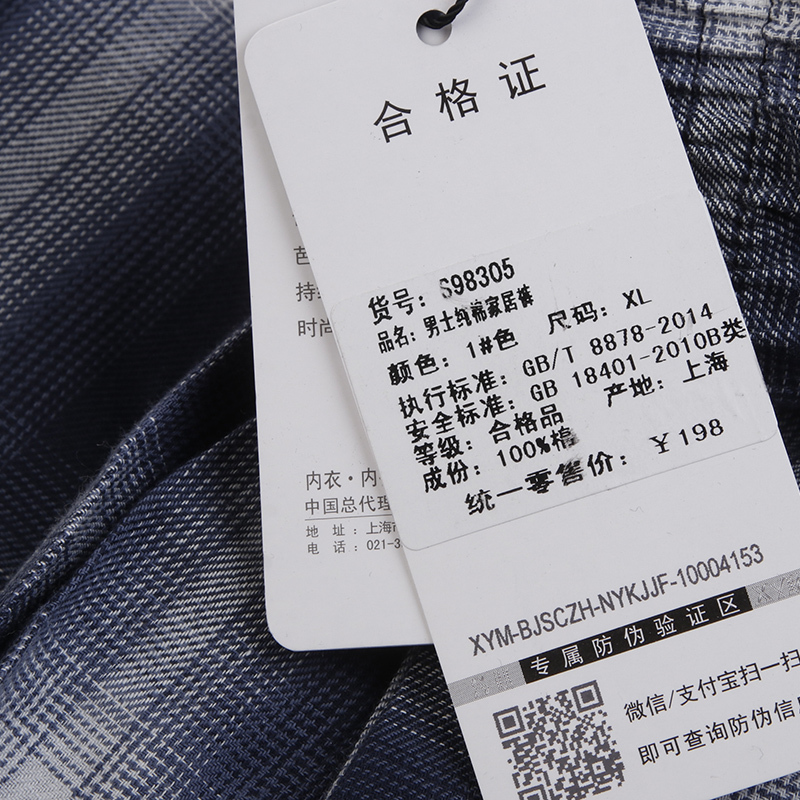 合格证
货号：S98305
品名：男士纯棉家居裤
颜色：1#色 尺码：XL
执行标准：GB/T 8878-2014
安全标准：GB 18401-2010B类
等级：合格品 产地：上海
成份：100%棉
统一零售价：￥198
XYM-BJSCZH-NYKJJF-10004153
专属防伪验证区
微信/支付宝扫一扫
即可查询防伪信
芭
持
时尚
内衣·内
中国总代理
地 址：上海
电 话：021-3